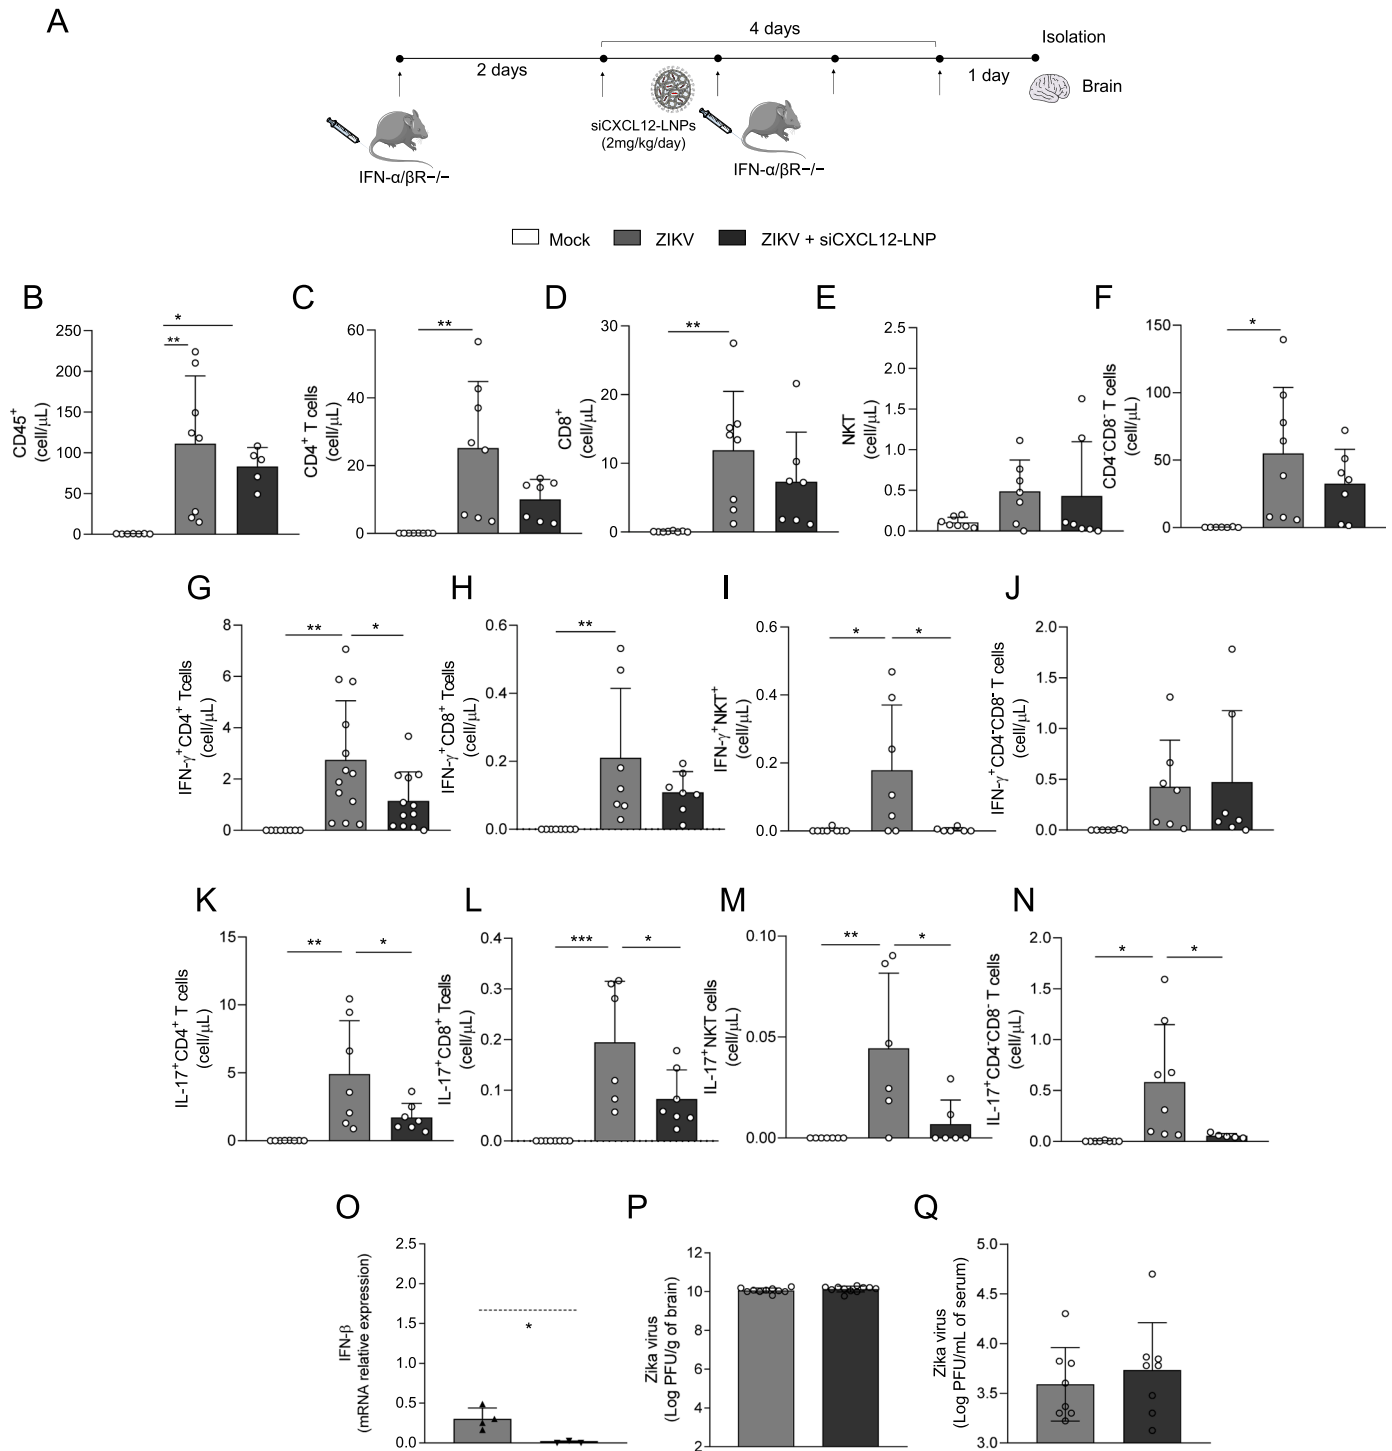 A
4 days
Isolation
2 days
1 day
Brain
siCXCL12-LNPs
(2mg/kg/day)
IFN-α/βR−/−
IFN-α/βR−/−
Mock
ZIKV
ZIKV + siCXCL12-LNP
B
CD45+
(cell/μL)
250
200
150
100
50
0
*
**
C
CD4+ T cells
(cell/μL)
60
40
20
0
**
D
CD8+
(cell/μL)
30
20
10
0
**
E
NKT
(cell/μL)
2.5
2.0
1.5
1.0
0.5
0.0
F
CD4-CD8- T cells
(cell/μL)
150
100
50
0
*
G
IFN-γ+CD4+ Tcells
(cell/μL)
8
6
4
2
0
**
*
H
IFN-γ+CD8+ Tcells
(cell/μL)
0.6
0.4
0.2
0.0
**
I
IFN-γ+NKT+
(cell/μL)
0.6
0.4
0.2
0.0
*
*
J
IFN-γ+CD4-CD8- T cells
(cell/μL)
2.0
1.5
1.0
0.5
0.0
K
IL-17+CD4+ T cells
(cell/μL)
15
10
5
0
**
*
L
IL-17+CD8+ Tcells
(cell/μL)
0.4
0.3
0.2
0.1
0.0
***
*
M
IL-17+NKT cells
(cell/μL)
0.10
0.05
0.00
**
*
N
IL-17+CD4-CD8- T cells
(cell/μL)
2.0
1.5
1.0
0.5
0.0
*
*
O
IFN-β
(mRNA relative expression)
2.5
2.0
1.5
1.0
0.5
0.0
*
P
Zika virus
(Log PFU/g of brain)
12
10
8
6
4
2
Q
Zika virus
(Log PFU/mL of serum)
5.0
4.5
4.0
3.5
3.0